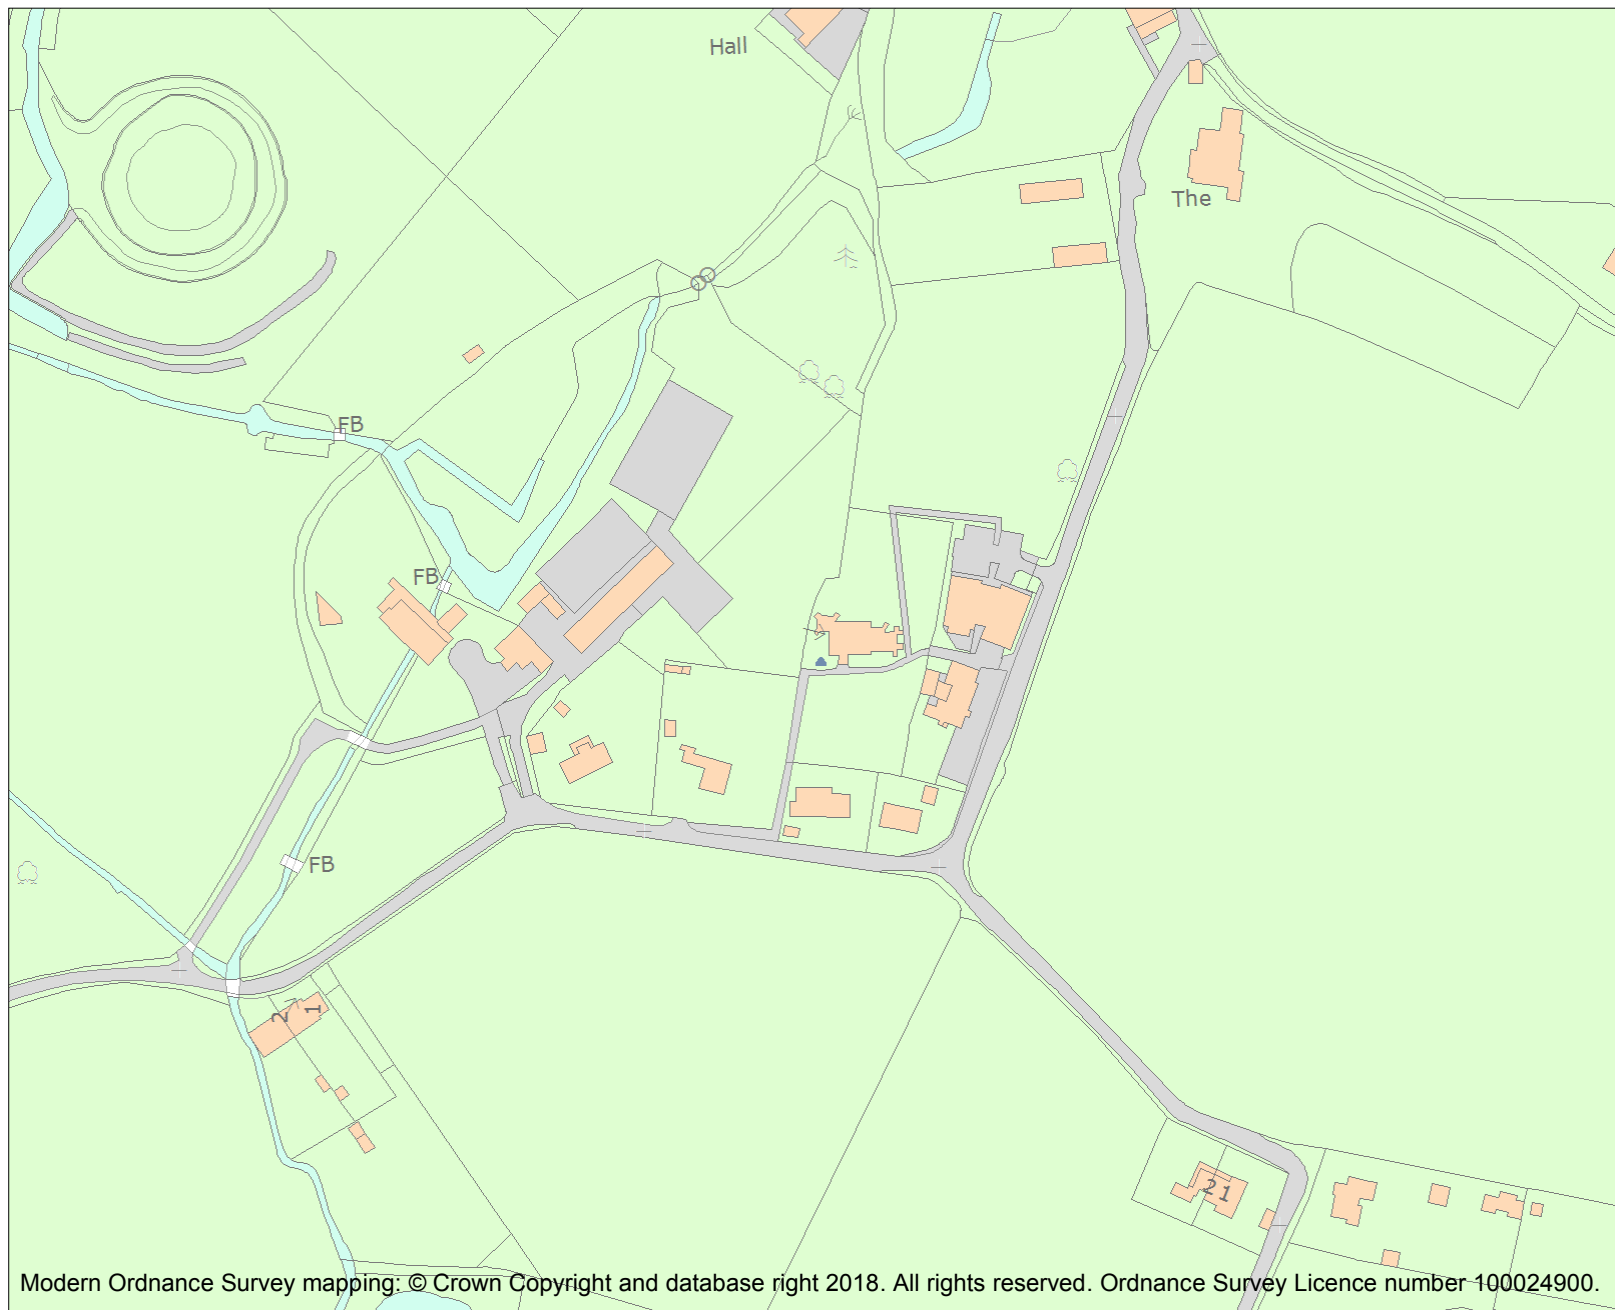 Hall
The
FB
FB
FB
2
1
21
Modern Ordnance Survey mapping: © Crown Copyright and database right 2018. All rights reserved. Ordnance Survey Licence number 100024900.